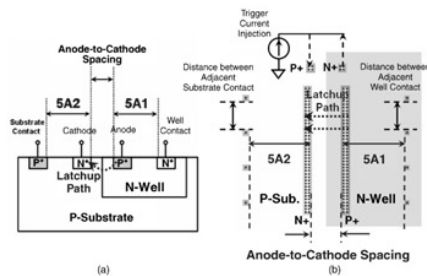 Anode-to-Cathode
Spacing
5A2
5A1
Substrate
Contact
Cathode
Anode
Well
Contact
P+
N+
P+
N+
Latchup
Path
N-Well
P-Substrate
(a)
Trigger
Current
Injection
P+
N+
Distance between
Adjacent
Substrate Contact
Distance between
Adjacent
Well Contact
Latchup
Path
5A2
5A1
P-Sub.
N-Well
N+
P+
Anode-to-Cathode Spacing
(b)